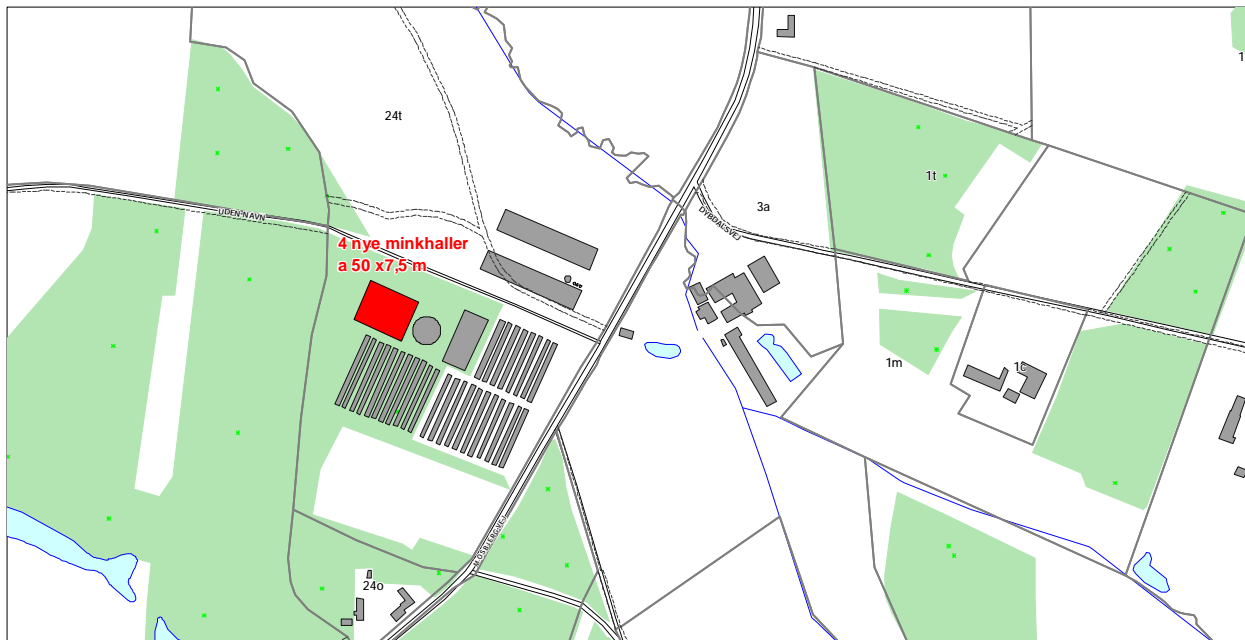 1
24t
1t
3a
UDEN NAVN
DYBDALSVEJ
4 nye minkhaller
a 50 x7,5 m
1m
1c
24o